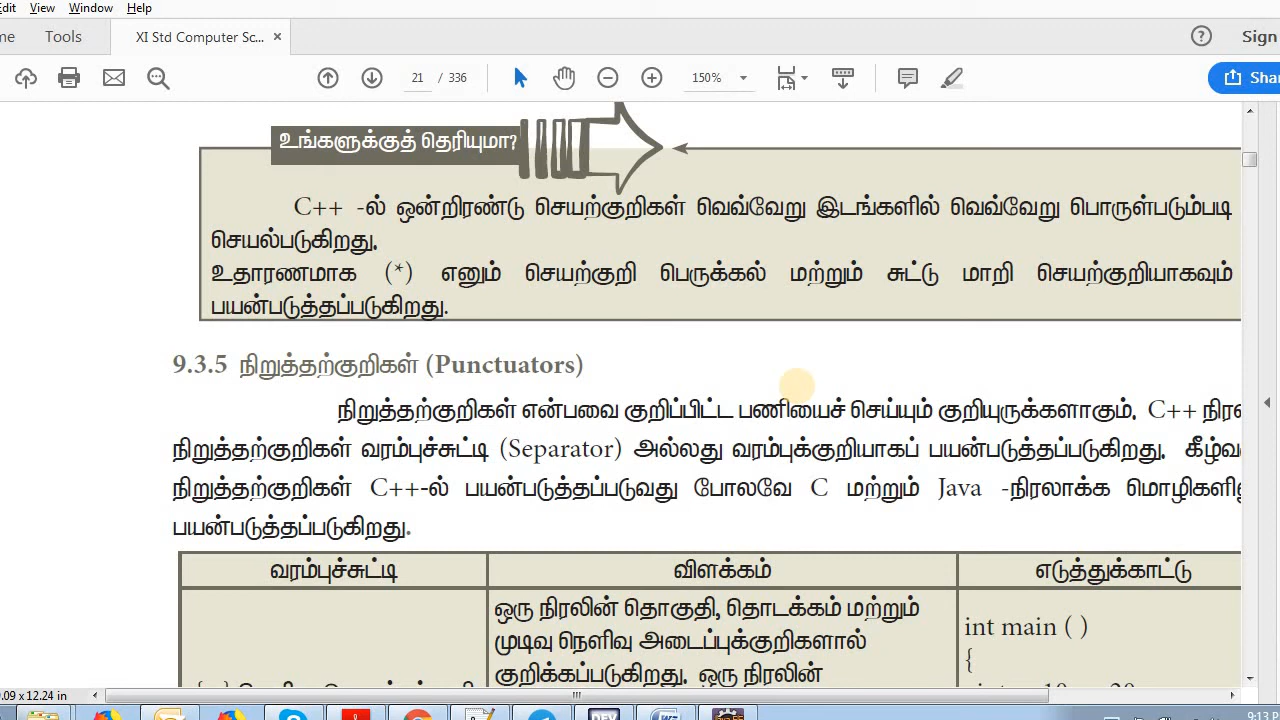 Edit View Window Help
Tools XI Std Computer Sc... × ? Sign
21 / 336 150%
உங்களுக்குத் தெரியுமா?
C++ -ல் ஒன்றிரண்டு செயற்குறிகள் வெவ்வேறு இடங்களில் வெவ்வேறு பொருள்படும்படி
செயல்படுகிறது.
உதாரணமாக (*) எனும் செயற்குறி பெருக்கல் மற்றும் சுட்டு மாறி செயற்குறியாகவும்
பயன்படுத்தப்படுகிறது.
9.3.5 நிறுத்தற்குறிகள் (Punctuators)
நிறுத்தற்குறிகள் என்பவை குறிப்பிட்ட பணியைச் செய்யும் குறியுருக்களாகும். C++
நிறுத்தற்குறிகள் வரம்புச்சுட்டி (Separator) அல்லது வரம்புக்குறியாகப் பயன்படுத்தப்படுகிறது.
நிறுத்தற்குறிகள் C++-ல் பயன்படுத்தப்படுவது போலவே C மற்றும் Java -நிரலாக்க
பயன்படுத்தப்படுகிறது.
வரம்புச்சுட்டி விளக்கம் எடுத்துக்காட்டு
ஒரு நிரலின் தொகுதி, தொடக்கம் மற்றும்
முடிவு நெளிவு அடைப்புக்குறிகளால்
குறிக்கப்படுகிறது. ஒரு நிரலின்
int main ( )
{
.09 x 12.24 in
9:13 P